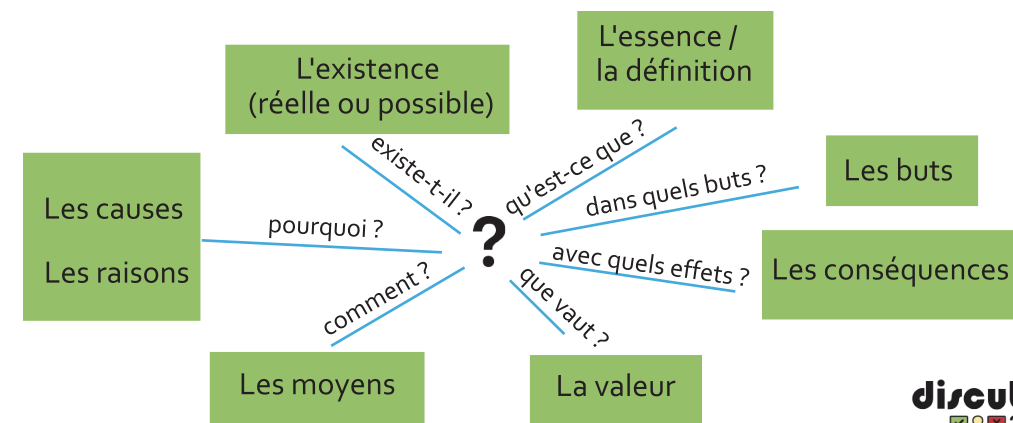 L'essence /
la définition
L'existence
(réelle ou possible)
existe-t-il ?
qu'est-ce que ?
dans quels buts ?
Les buts
Les causes
Les raisons
pourquoi ?
?
avec quels effets ?
Les conséquences
comment ?
que vaut ?
Les moyens
La valeur